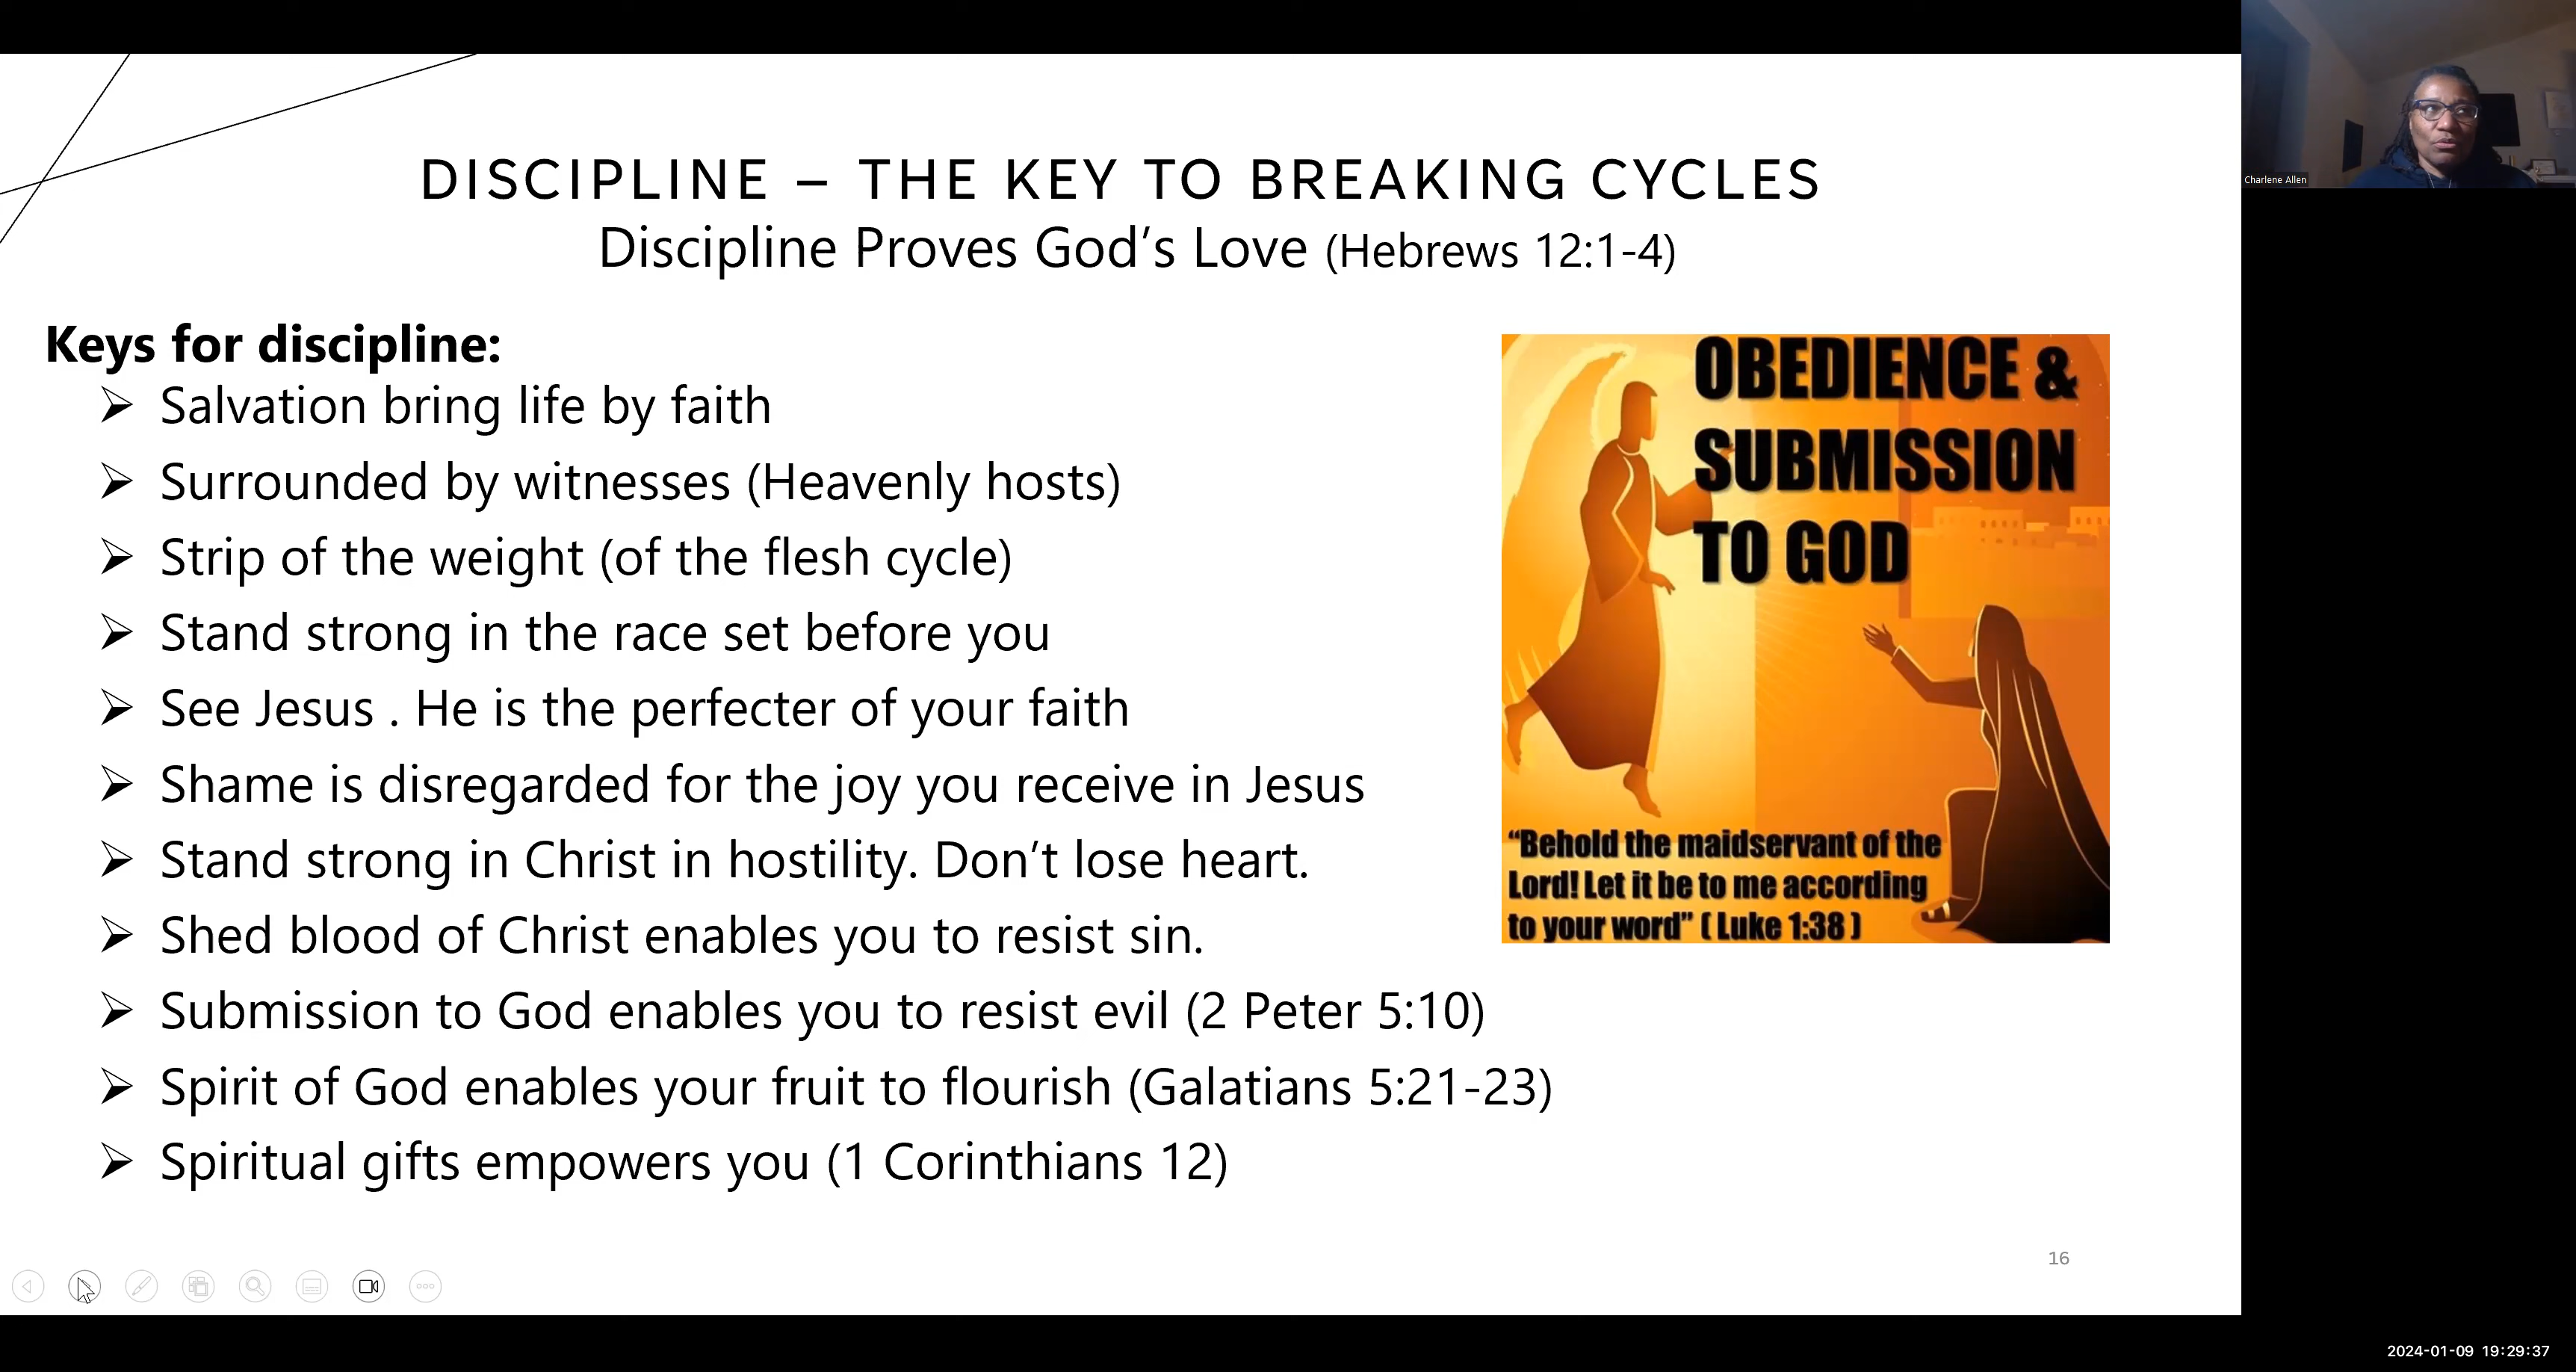 DISCIPLINE – THE KEY TO BREAKING CYCLES
Discipline Proves God's Love (Hebrews 12:1-4)
Keys for discipline:
➢ Salvation bring life by faith
➢ Surrounded by witnesses (Heavenly hosts)
➢ Strip of the weight (of the flesh cycle)
➢ Stand strong in the race set before you
➢ See Jesus . He is the perfecter of your faith
➢ Shame is disregarded for the joy you receive in Jesus
➢ Stand strong in Christ in hostility. Don't lose heart.
➢ Shed blood of Christ enables you to resist sin.
➢ Submission to God enables you to resist evil (2 Peter 5:10)
➢ Spirit of God enables your fruit to flourish (Galatians 5:21-23)
➢ Spiritual gifts empowers you (1 Corinthians 12)
OBEDIENCE &
SUBMISSION
TO GOD
“Behold the maidservant of the
Lord! Let it be to me according
to your word” ( Luke 1:38 )
16
Charlene Allen
2024-01-09 19:29:37